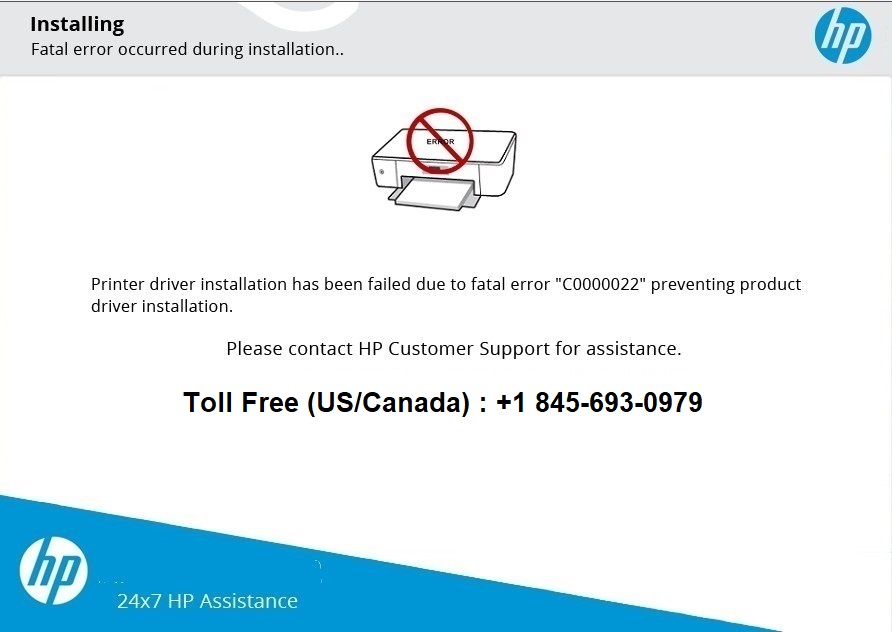 Installing
Fatal error occurred during installation..
hp
ERROR
Printer driver installation has been failed due to fatal error "C0000022" preventing product
driver installation.
Please contact HP Customer Support for assistance.
Toll Free (US/Canada) : +1 845-693-0979
hp
24x7 HP Assistance